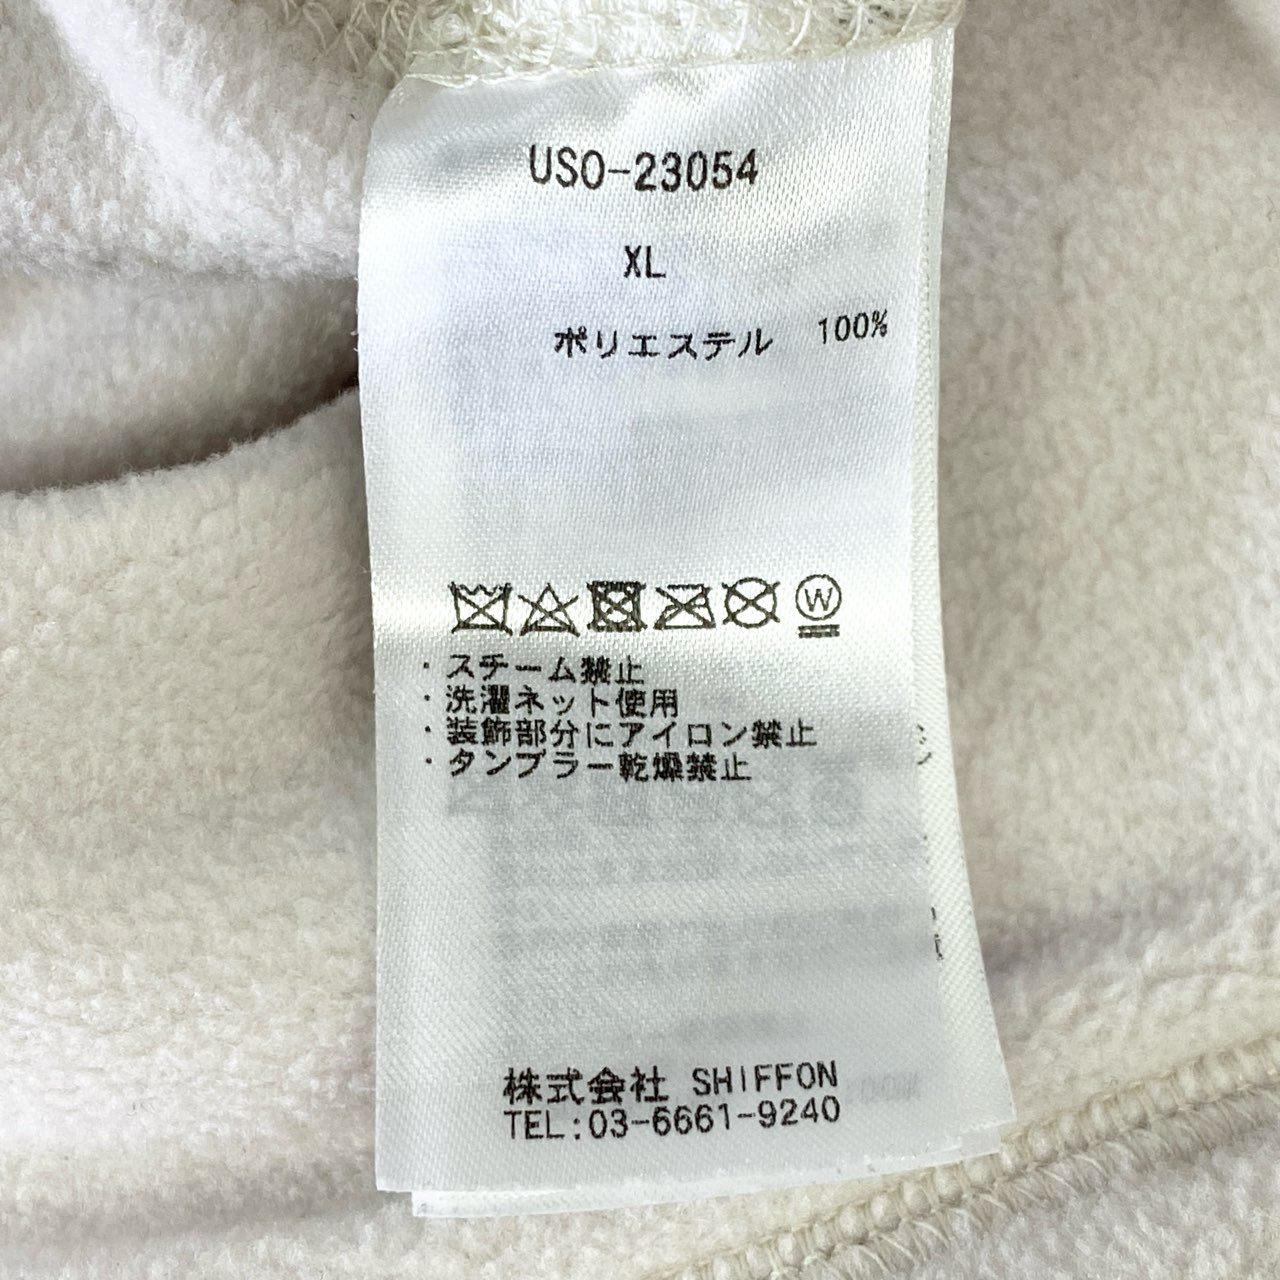 USO-23054
XL
ポリエステル 100%
W
・スチーム禁止
・洗濯ネット使用
・装飾部分にアイロン禁止
・タンブラー乾燥禁止
株式会社 SHIFFON
TEL:03-6661-9240